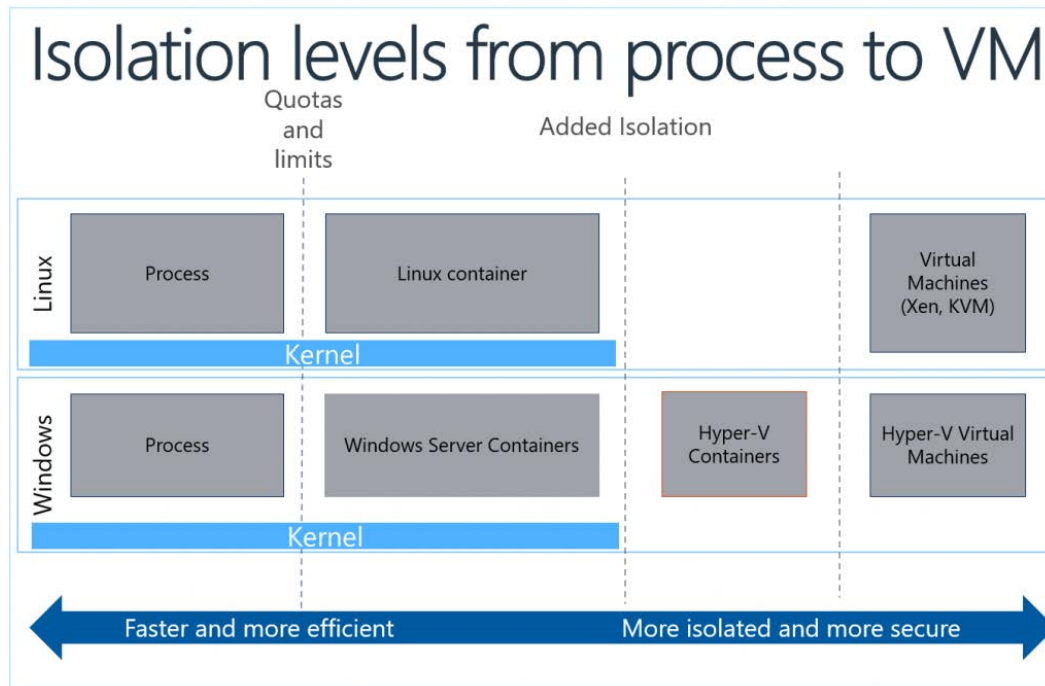 Isolation levels from process to VM
Quotas
and
limits
Added Isolation
Linux
Process
Linux container
Virtual
Machines
(Xen, KVM)
Kernel
Windows
Process
Windows Server Containers
Hyper-V
Containers
Hyper-V Virtual
Machines
Kernel
Faster and more efficient
More isolated and more secure